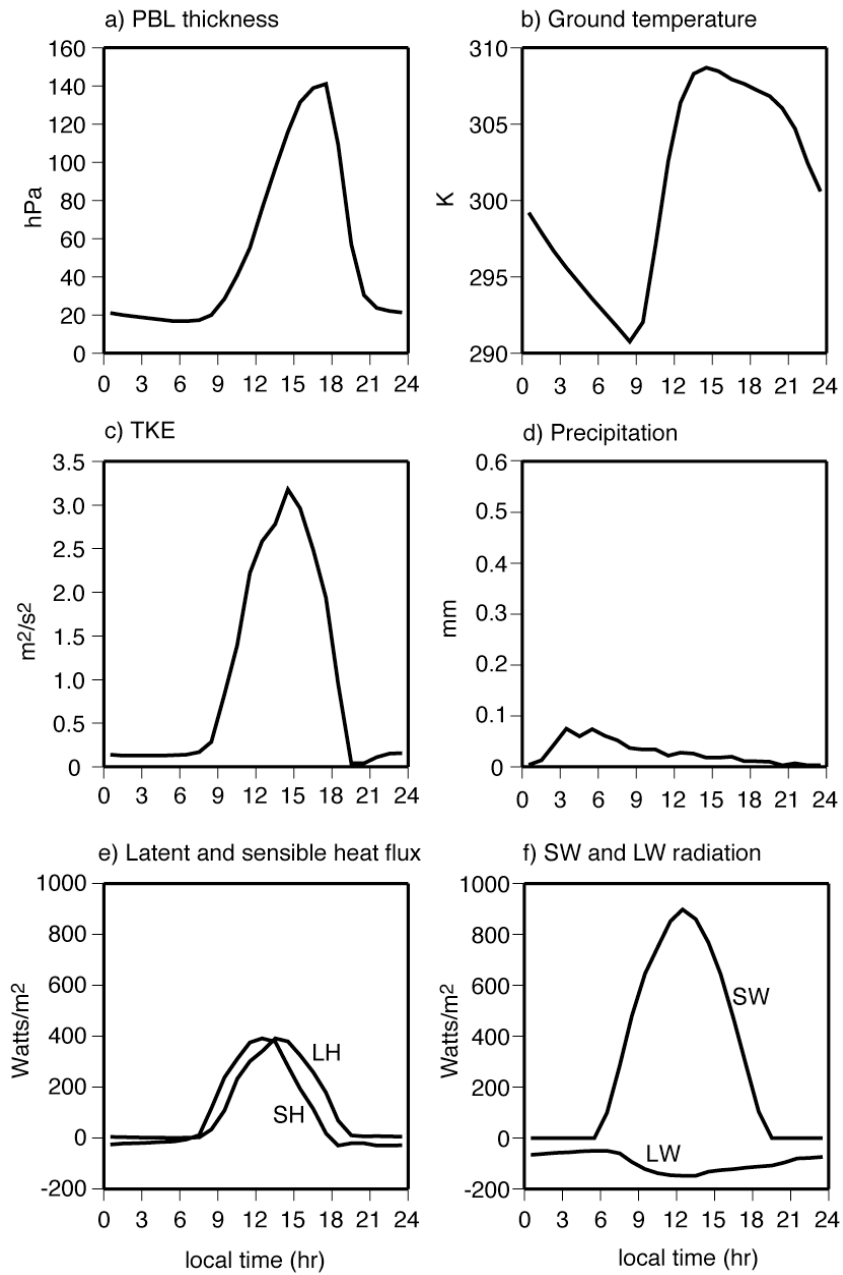 a) PBL thickness
160
140
120
100
80
60
40
20
0
hPa
0 3 6 9 12 15 18 21 24
b) Ground temperature
310
305
300
295
290
K
0 3 6 9 12 15 18 21 24
c) TKE
3.5
3.0
2.5
2.0
1.5
1.0
0.5
0
m2/s2
0 3 6 9 12 15 18 21 24
d) Precipitation
0.6
0.5
0.4
0.3
0.2
0.1
0
mm
0 3 6 9 12 15 18 21 24
e) Latent and sensible heat flux
1000
800
600
400
200
0
-200
Watts/m2
LH
SH
0 3 6 9 12 15 18 21 24
local time (hr)
f) SW and LW radiation
1000
800
600
400
200
0
-200
Watts/m2
SW
LW
0 3 6 9 12 15 18 21 24
local time (hr)